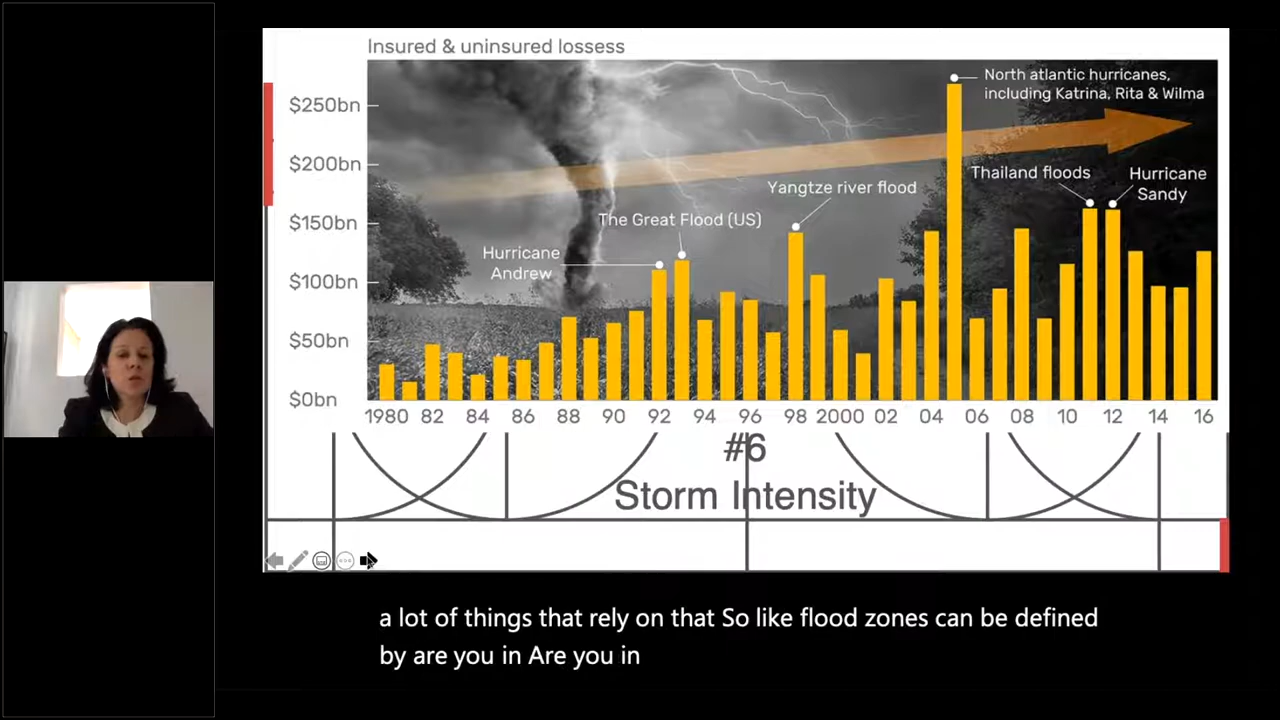 Insured & uninsured lossess
North atlantic hurricanes,
including Katrina, Rita & Wilma
$250bn
$200bn
Thailand floods
Hurricane
Sandy
Yangtze river flood
$150bn
The Great Flood (US)
Hurricane
Andrew
$100bn
$50bn
$0bn
1980 82 84 86 88 90 92 94 96 98 2000 02 04 06 08 10 12 14 16
#6
Storm Intensity
a lot of things that rely on that So like flood zones can be defined
by are you in Are you in